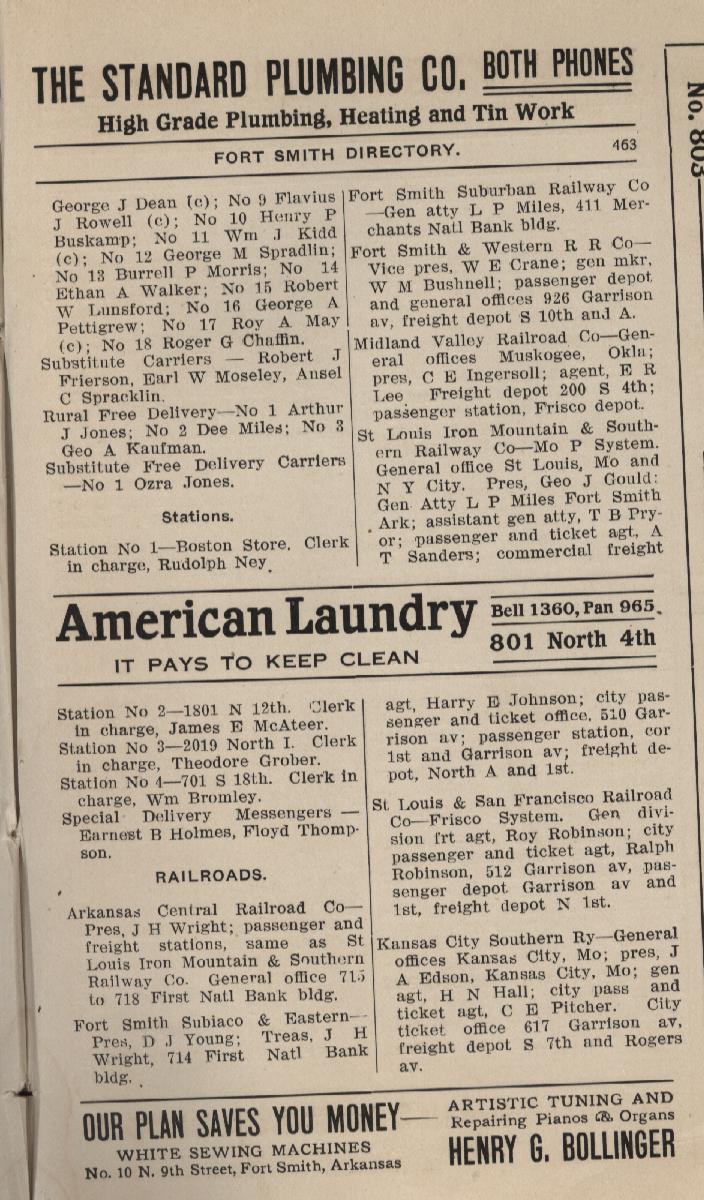 THE STANDARD PLUMBING CO. BOTH PHONES
High Grade Plumbing, Heating and Tin Work
FORT SMITH DIRECTORY. 463
George J Dean (c); No 9 Flavius
J Rowell (c); No 10 Henry P
Buskamp; No 11 Wm J Kidd
(c); No 12 George M Spradlin;
No 13 Burrell P Morris; No 14
Ethan A Walker; No 15 Robert
W Lunsford; No 16 George A
Pettigrew; No 17 Roy A May
(c); No 18 Roger G Chaffin.
Substitute Carriers — Robert J
Frierson, Earl W Moseley, Ansel
C Spracklin.
Rural Free Delivery—No 1 Arthur
J Jones; No 2 Dee Miles; No 3
Geo A Kaufman.
Substitute Free Delivery Carriers
—No 1 Ozra Jones.
Stations.
Station No 1—Boston Store. Clerk
in charge, Rudolph Ney.
Fort Smith Suburban Railway Co
—Gen atty L P Miles, 411 Mer-
chants Natl Bank bldg.
Fort Smith & Western R R Co—
Vice pres, W E Crane; gen mkr,
W M Bushnell; passenger depot
and general offices 926 Garrison
av, freight depot S 10th and A.
Midland Valley Railroad Co—Gen-
eral offices Muskogee, Okla;
pres, C E Ingersoll; agent, E R
Lee Freight depot 200 S 4th;
passenger station, Frisco depot.
St Louis Iron Mountain & South-
ern Railway Co—Mo P System.
General office St Louis, Mo and
N Y City. Pres, Geo J Gould:
Gen Atty L P Miles Fort Smith
Ark; assistant gen atty, T B Pry-
or; passenger and ticket agt, A
T Sanders; commercial freight
American Laundry Bell 1360, Pan 965.
IT PAYS TO KEEP CLEAN 801 North 4th
Station No 2—1801 N 12th. Clerk
in charge, James E McAteer.
Station No 3—2019 North I. Clerk
in charge, Theodore Grober.
Station No 4—701 S 18th. Clerk in
charge, Wm Bromley.
Special Delivery Messengers —
Earnest B Holmes, Floyd Thomp-
son.
RAILROADS.
Arkansas Central Railroad Co—
Pres, J H Wright; passenger and
freight stations, same as St
Louis Iron Mountain & Southern
Railway Co. General office 715
to 718 First Natl Bank bldg.
Fort Smith Subiaco & Eastern—
Pres, D J Young; Treas, J H
Wright, 714 First Natl Bank
bldg.
agt, Harry E Johnson; city pas-
senger and ticket office, 510 Gar-
rison av; passenger station, cor
1st and Garrison av; freight de-
pot, North A and 1st.
St Louis & San Francisco Railroad
Co—Frisco System. Gen divi-
sion frt agt, Roy Robinson; city
passenger and ticket agt, Ralph
Robinson, 512 Garrison av, pas-
senger depot Garrison av and
1st, freight depot N 1st.
Kansas City Southern Ry—General
offices Kansas City, Mo; pres, J
A Edson, Kansas City, Mo; gen
agt, H N Hall; city pass and
ticket agt, C E Pitcher. City
ticket office 617 Garrison av,
freight depot S 7th and Rogers
av.
OUR PLAN SAVES YOU MONEY—
WHITE SEWING MACHINES
No. 10 N. 9th Street, Fort Smith, Arkansas
ARTISTIC TUNING AND
Repairing Pianos & Organs
HENRY G. BOLLINGER
No. 803